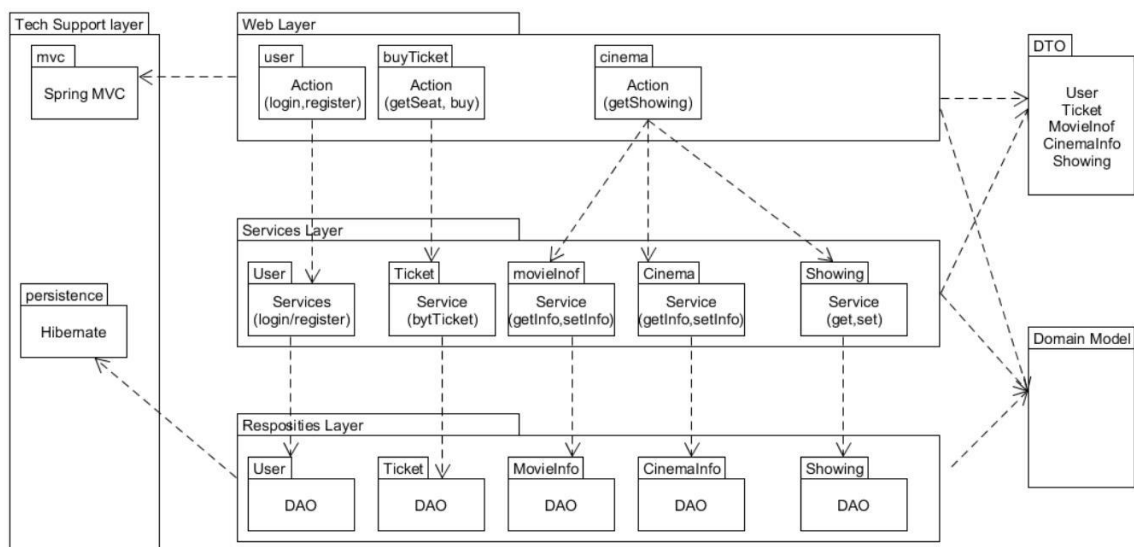 Tech Support layer
mvc
Spring MVC
persistence
Hibernate
Web Layer
user
Action
(login,register)
buyTicket
Action
(getSeat, buy)
cinema
Action
(getShowing)
Services Layer
User
Services
(login/register)
Ticket
Service
(bytTicket)
movieInof
Service
(getInfo,setInfo)
Cinema
Service
(getInfo,setInfo)
Showing
Service
(get,set)
Resposities Layer
User
DAO
Ticket
DAO
MovieInfo
DAO
CinemaInfo
DAO
Showing
DAO
DTO
User
Ticket
MovieInof
CinemaInfo
Showing
Domain Model